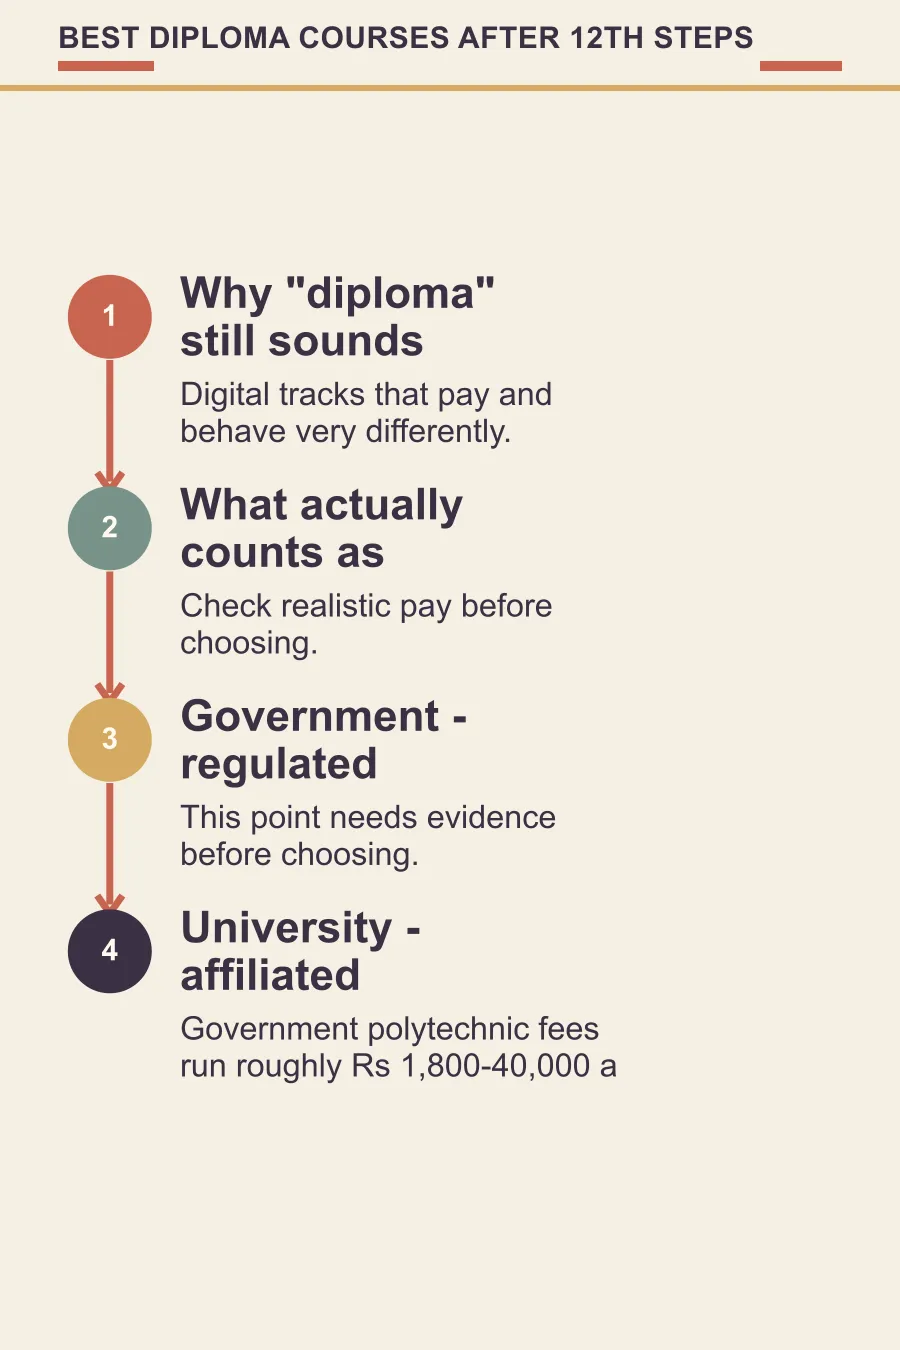 BEST DIPLOMA COURSES AFTER 12TH STEPS
1
Why "diploma"
still sounds
Digital tracks that pay and
behave very differently.
2
What actually
counts as
Check realistic pay before
choosing.
3
Government -
regulated
This point needs evidence
before choosing.
4
University -
affiliated
Government polytechnic fees
run roughly Rs 1,800-40,000 a